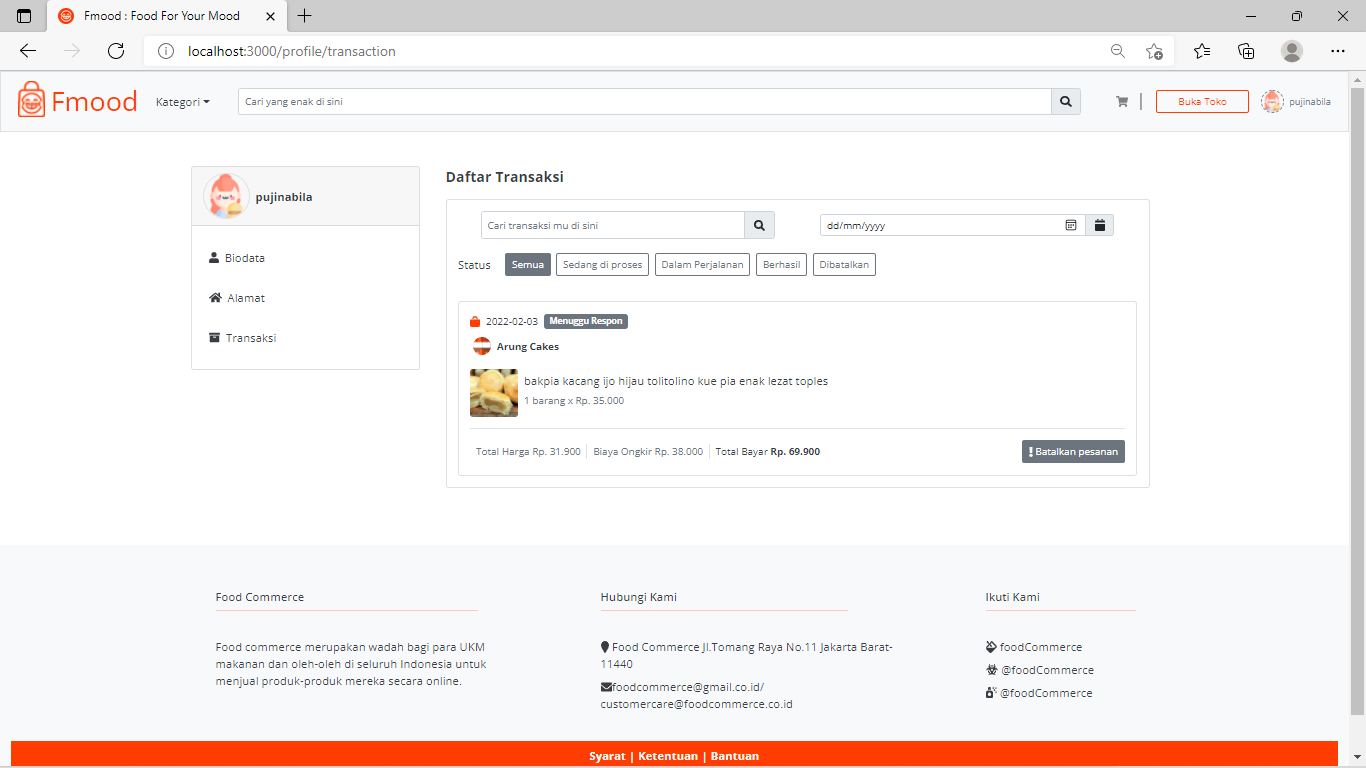 Fmood : Food For Your Mood
localhost:3000/profile/transaction
Fmood
Kategori
Cari yang enak di sini
Buka Toko
pujinabila
pujinabila
Biodata
Alamat
Transaksi
Daftar Transaksi
Cari transaksi mu di sini
dd/mm/yyyy
Status
Semua
Sedang di proses
Dalam Perjalanan
Berhasil
Dibatalkan
2022-02-03 Menuggu Respon
Arung Cakes
bakpia kacang ijo hijau tolitolino kue pia enak lezat toples
1 barang x Rp. 35.000
Total Harga Rp. 31.900
Biaya Ongkir Rp. 38.000
Total Bayar Rp. 69.900
Batalkan pesanan
Food Commerce
Food commerce merupakan wadah bagi para UKM
makanan dan oleh-oleh di seluruh Indonesia untuk
menjual produk-produk mereka secara online.
Hubungi Kami
Food Commerce Jl.Tomang Raya No.11 Jakarta Barat-
11440
foodcommerce@gmail.co.id/
customercare@foodcommerce.co.id
Ikuti Kami
foodCommerce
@foodCommerce
@foodCommerce
Syarat | Ketentuan | Bantuan